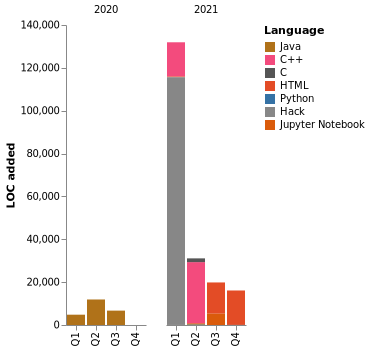 2020 2021
140,000
120,000
100,000
80,000
60,000
40,000
20,000
0
LOC added
Q1 Q2 Q3 Q4 Q1 Q2 Q3 Q4
Language
Java
C++
C
HTML
Python
Hack
Jupyter Notebook